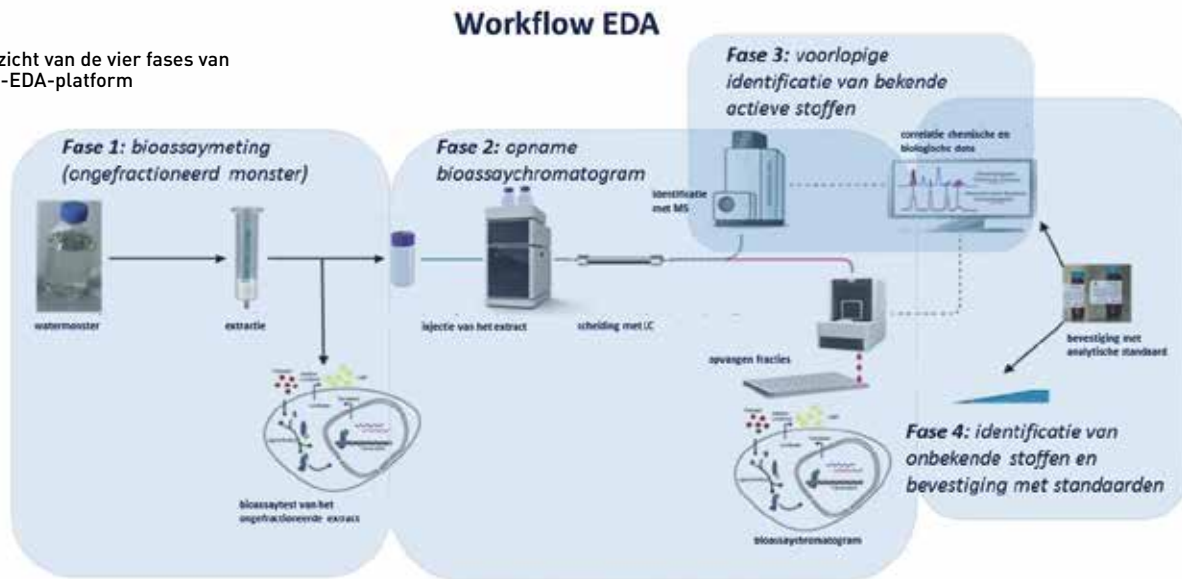 Workflow EDA
zicht van de vier fases van
-EDA-platform
Fase 1: bioassaymeting
(ongefractioneerd monster)
watermonster
extractie
bioassaytest van het
ongefractioneerde extract
Fase 2: opname
bioassaychromatogram
injectie van het extract
scheiding met LC
opvangen fracties
bioassaychromatogram
Fase 3: voorlopige
identificatie van bekende
actieve stoffen
identificatie
met MS
correlatie chemische en
biologische data
bevestiging met
analytische standaard
Fase 4: identificatie van
onbekende stoffen en
bevestiging met standaarden